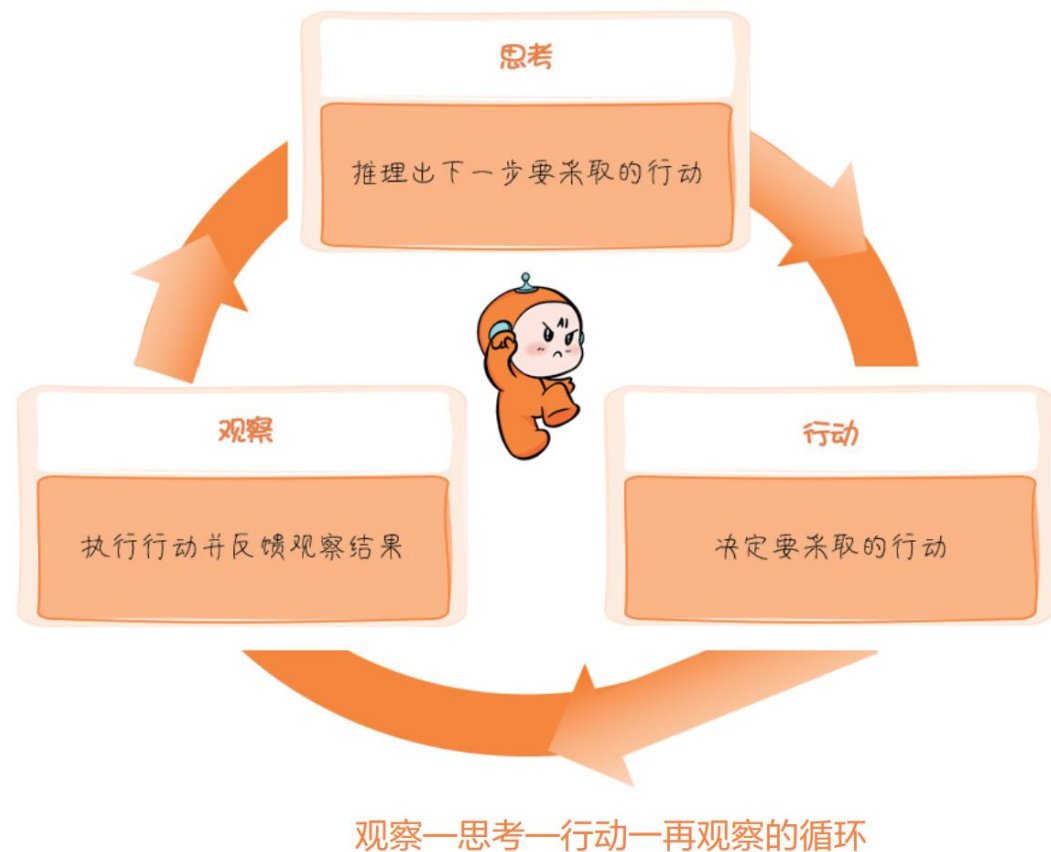 思考
推理出下一步要采取的行动
AI
观察
执行行动并反馈观察结果
行动
决定要采取的行动
观察—思考—行动—再观察的循环